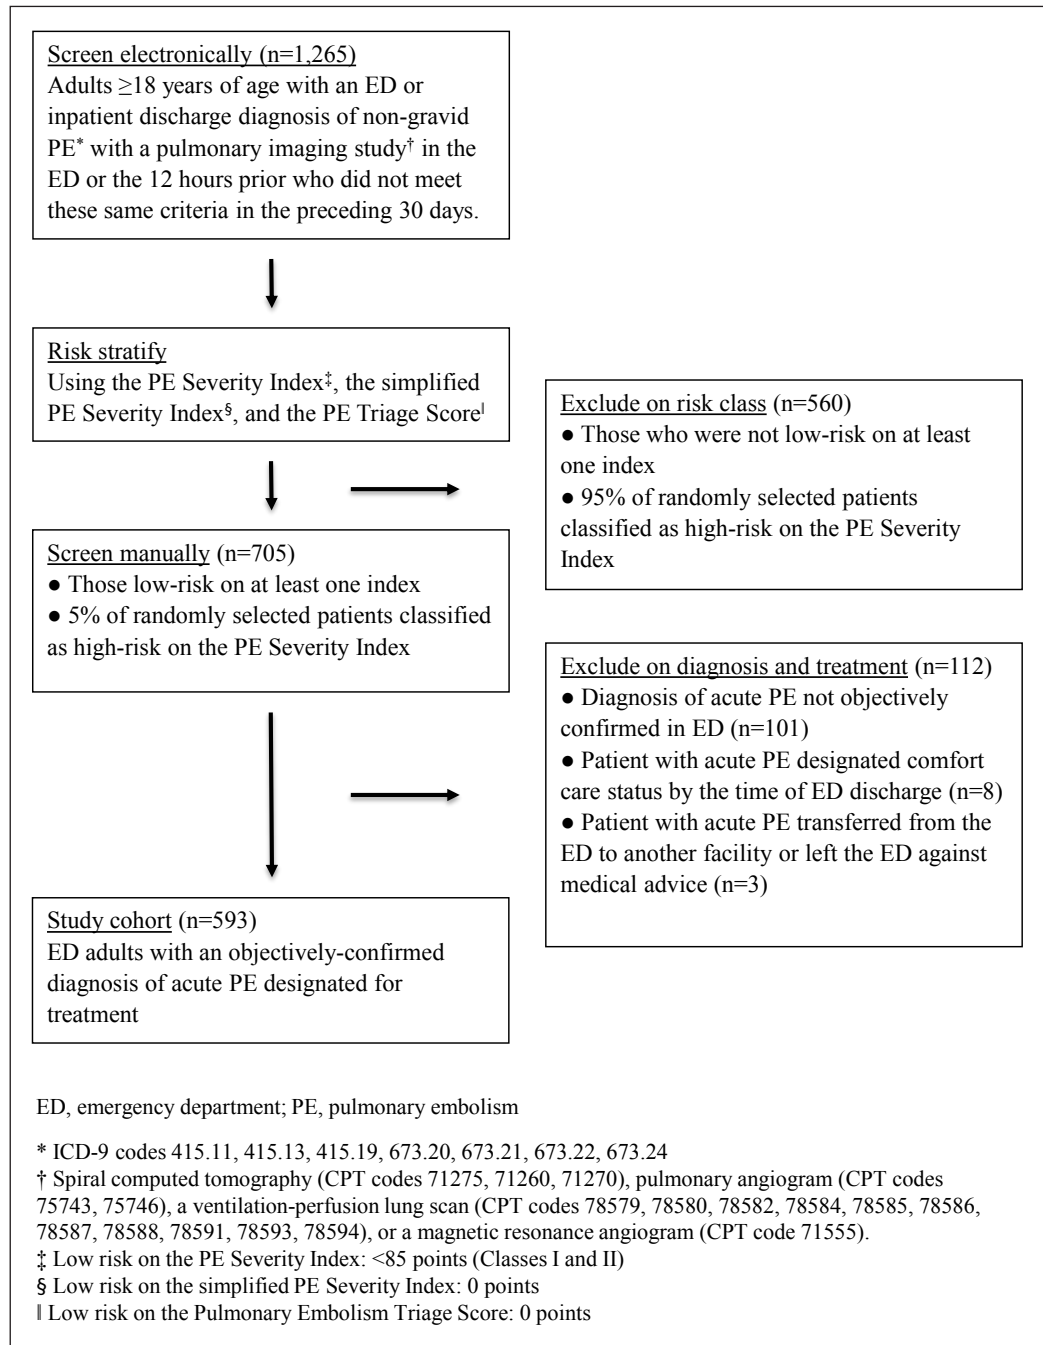 Screen electronically (n=1,265)
Adults ≥18 years of age with an ED or
inpatient discharge diagnosis of non-gravid
PE* with a pulmonary imaging study† in the
ED or the 12 hours prior who did not meet
these same criteria in the preceding 30 days.
Risk stratify
Using the PE Severity Index‡, the simplified
PE Severity Index§, and the PE Triage Score‖
Exclude on risk class (n=560)
● Those who were not low-risk on at least
one index
● 95% of randomly selected patients
classified as high-risk on the PE Severity
Index
Screen manually (n=705)
● Those low-risk on at least one index
● 5% of randomly selected patients classified
as high-risk on the PE Severity Index
Exclude on diagnosis and treatment (n=112)
● Diagnosis of acute PE not objectively
confirmed in ED (n=101)
● Patient with acute PE designated comfort
care status by the time of ED discharge (n=8)
● Patient with acute PE transferred from the
ED to another facility or left the ED against
medical advice (n=3)
Study cohort (n=593)
ED adults with an objectively-confirmed
diagnosis of acute PE designated for
treatment
ED, emergency department; PE, pulmonary embolism
* ICD-9 codes 415.11, 415.13, 415.19, 673.20, 673.21, 673.22, 673.24
† Spiral computed tomography (CPT codes 71275, 71260, 71270), pulmonary angiogram (CPT codes
75743, 75746), a ventilation-perfusion lung scan (CPT codes 78579, 78580, 78582, 78584, 78585, 78586,
78587, 78588, 78591, 78593, 78594), or a magnetic resonance angiogram (CPT code 71555).
‡ Low risk on the PE Severity Index: <85 points (Classes I and II)
§ Low risk on the simplified PE Severity Index: 0 points
‖ Low risk on the Pulmonary Embolism Triage Score: 0 points